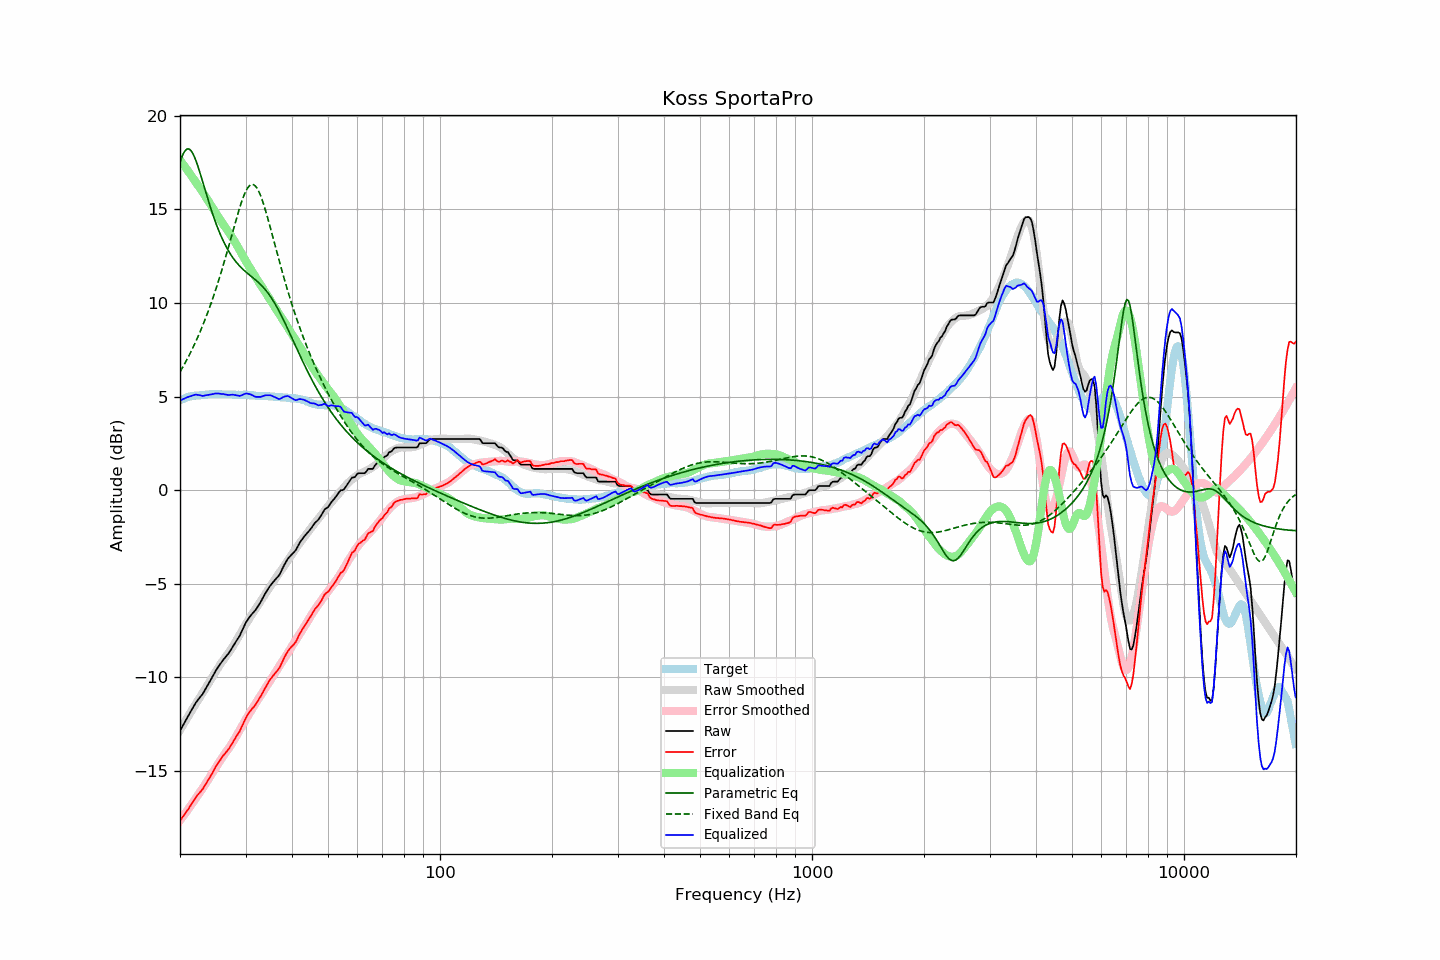 Koss SportaPro
20
15
10
5
0
−5
−10
−15
Amplitude (dBr)
100
1000
10000
Frequency (Hz)
Target
Raw Smoothed
Error Smoothed
Raw
Error
Equalization
Parametric Eq
Fixed Band Eq
Equalized